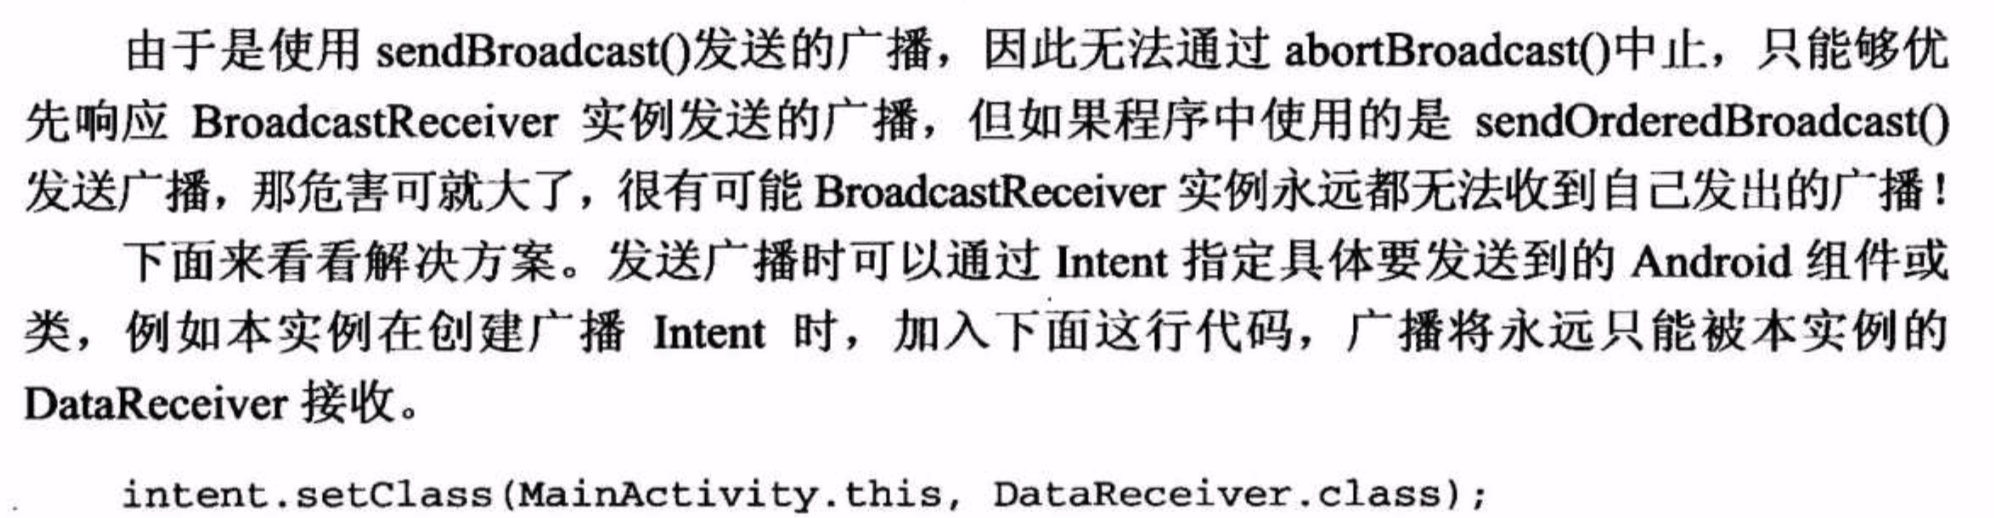 由于是使用 sendBroadcast()发送的广播，因此无法通过 abortBroadcast()中止，只能够优
先响应 BroadcastReceiver 实例发送的广播，但如果程序中使用的是 sendOrderedBroadcast()
发送广播，那危害可就大了，很有可能 BroadcastReceiver 实例永远都无法收到自己发出的广播！
下面来看看解决方案。发送广播时可以通过 Intent 指定具体要发送到的 Android 组件或
类，例如本实例在创建广播 Intent 时，加入下面这行代码，广播将永远只能被本实例的
DataReceiver 接收。
intent.setClass(MainActivity.this, DataReceiver.class);